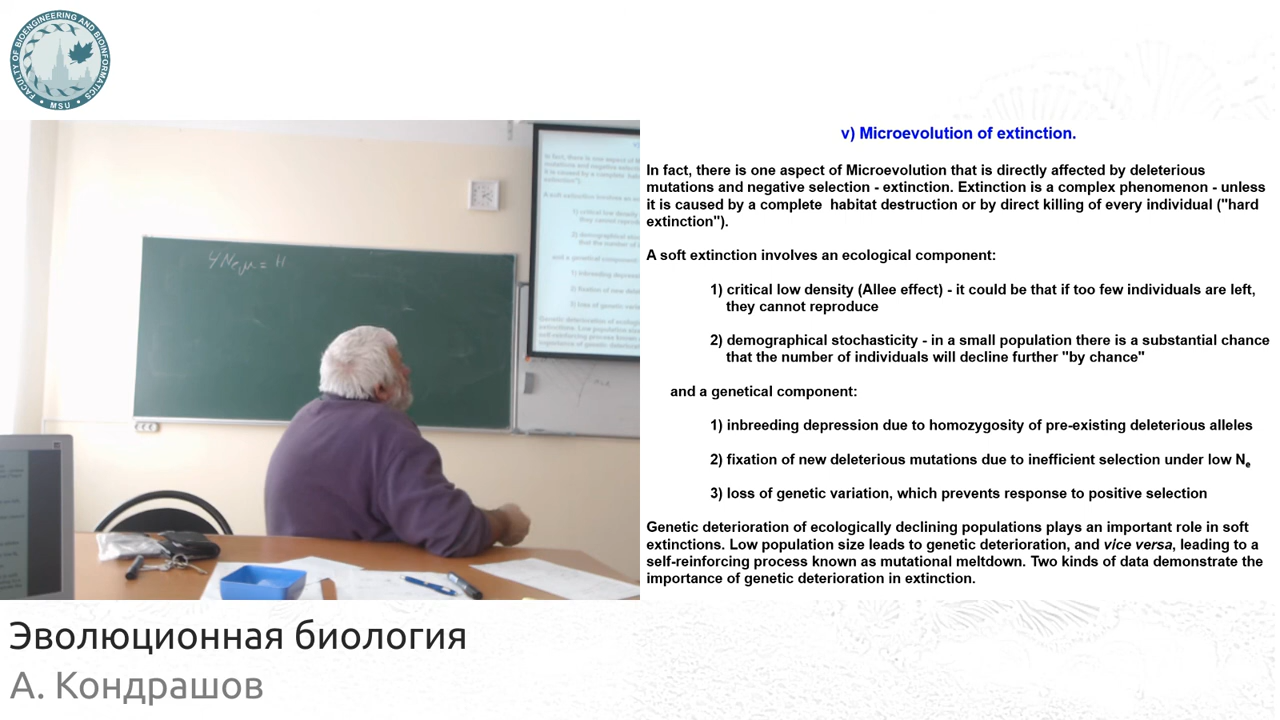 FACULTY OF BIOENGINEERING AND BIOINFORMATICS
• MSU •
4Neμ = H
v) Microevolution of extinction.
In fact, there is one aspect of Microevolution that is directly affected by deleterious
mutations and negative selection - extinction. Extinction is a complex phenomenon - unless
it is caused by a complete habitat destruction or by direct killing of every individual ("hard
extinction").
A soft extinction involves an ecological component:
1) critical low density (Allee effect) - it could be that if too few individuals are left,
they cannot reproduce
2) demographical stochasticity - in a small population there is a substantial chance
that the number of individuals will decline further "by chance"
and a genetical component:
1) inbreeding depression due to homozygosity of pre-existing deleterious alleles
2) fixation of new deleterious mutations due to inefficient selection under low Ne
3) loss of genetic variation, which prevents response to positive selection
Genetic deterioration of ecologically declining populations plays an important role in soft
extinctions. Low population size leads to genetic deterioration, and vice versa, leading to a
self-reinforcing process known as mutational meltdown. Two kinds of data demonstrate the
importance of genetic deterioration in extinction.
Эволюционная биология
А. Кондрашов